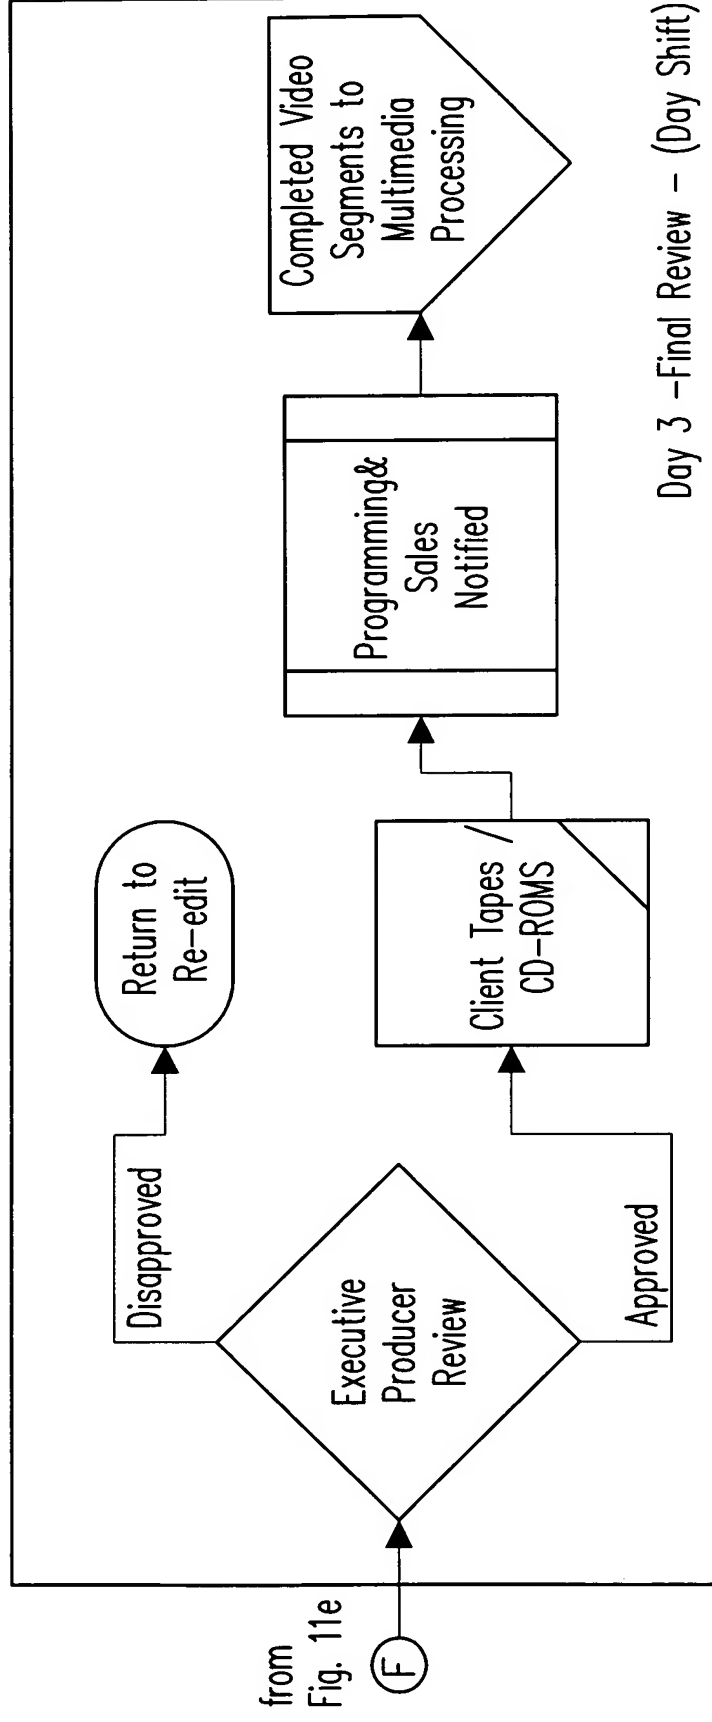 from
Fig. 11e
F
Executive
Producer
Review
Disapproved
Approved
Return to
Re-edit
Client Tapes /
CD-ROMS
Programming&
Sales
Notified
Completed Video
Segments to
Multimedia
Processing
Day 3 -Final Review - (Day Shift)